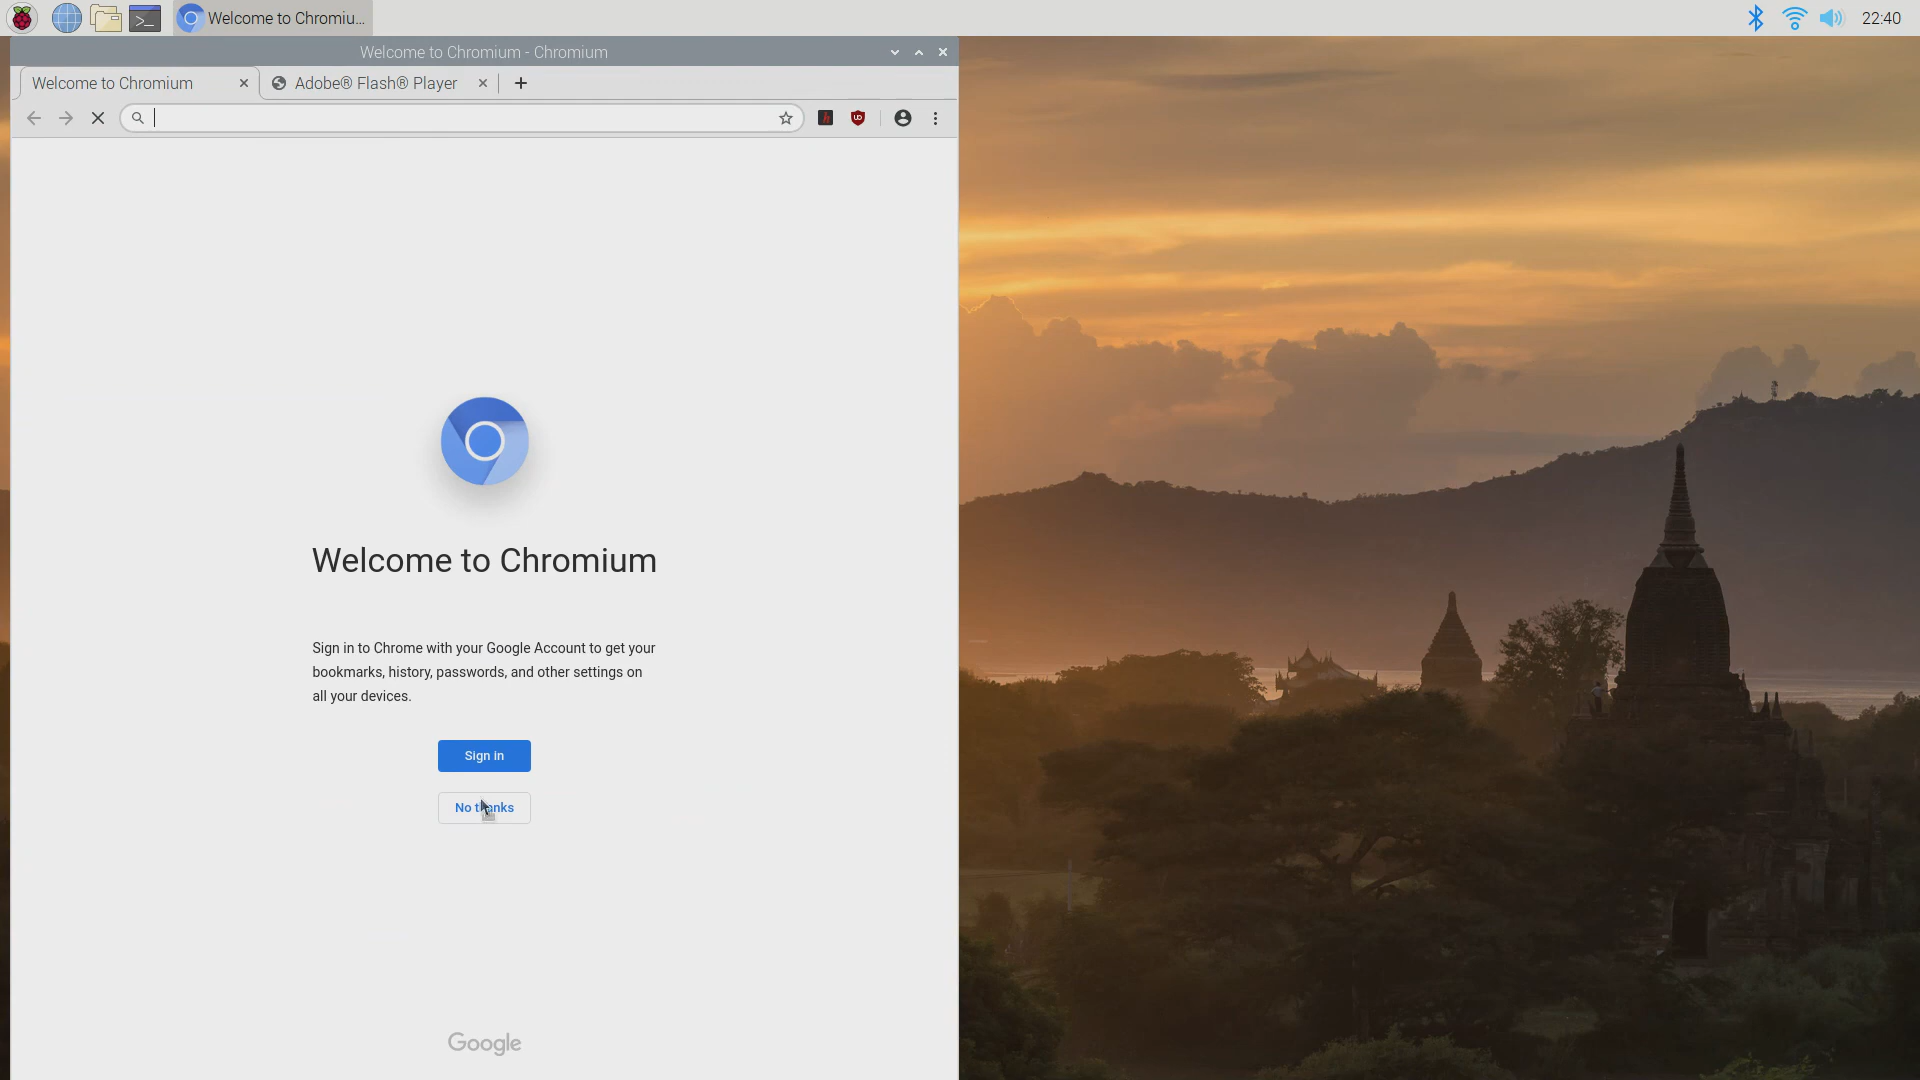 Welcome to Chromiu...
22:40
Welcome to Chromium - Chromium
Welcome to Chromium
Adobe® Flash® Player
Welcome to Chromium
Sign in to Chrome with your Google Account to get your
bookmarks, history, passwords, and other settings on
all your devices.
Sign in
No thanks
Google